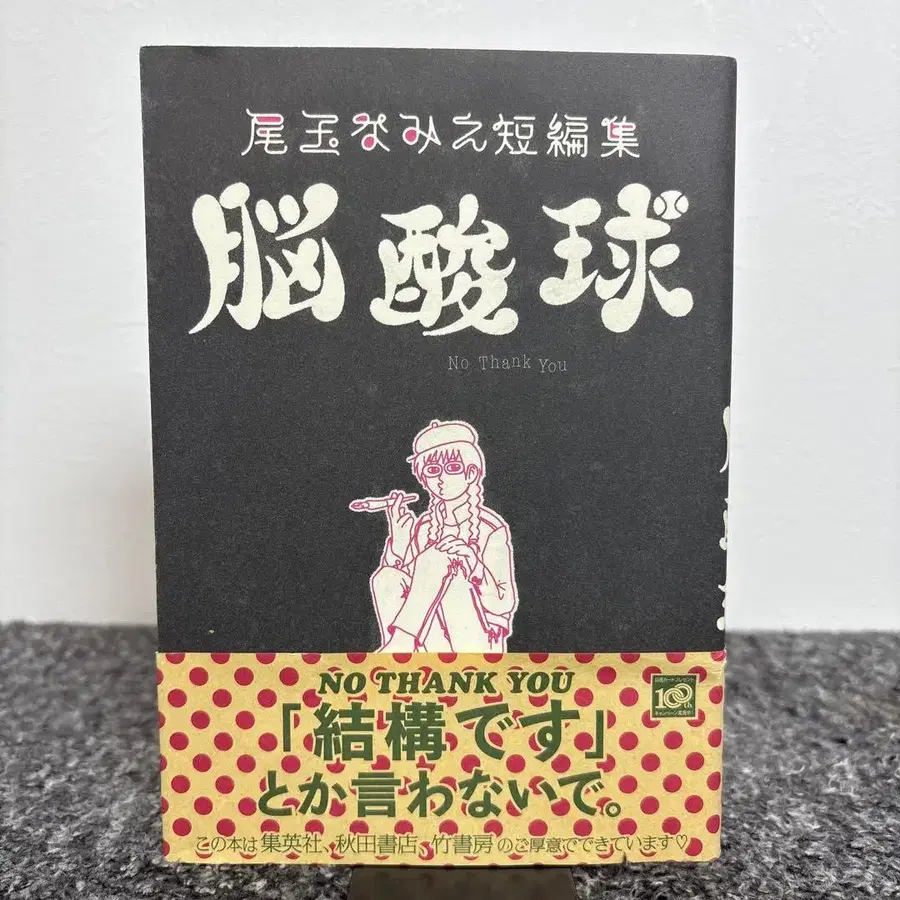 尾玉なみえ短編集
脳酸球
No Thank You
NO THANK YOU
「結構です」
とか言わないで。
この本は集英社、秋田書店、竹書房のご厚意でできています♡
100th